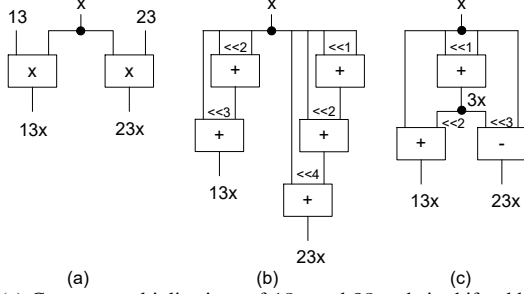 13 x 23
x x
13x 23x
(a)
x
<<2 + <<1 +
<<3 + <<2 +
13x
<<4 +
23x
(b)
x
<<1 +
3x
<<2 + <<3 -
13x 23x
(c)